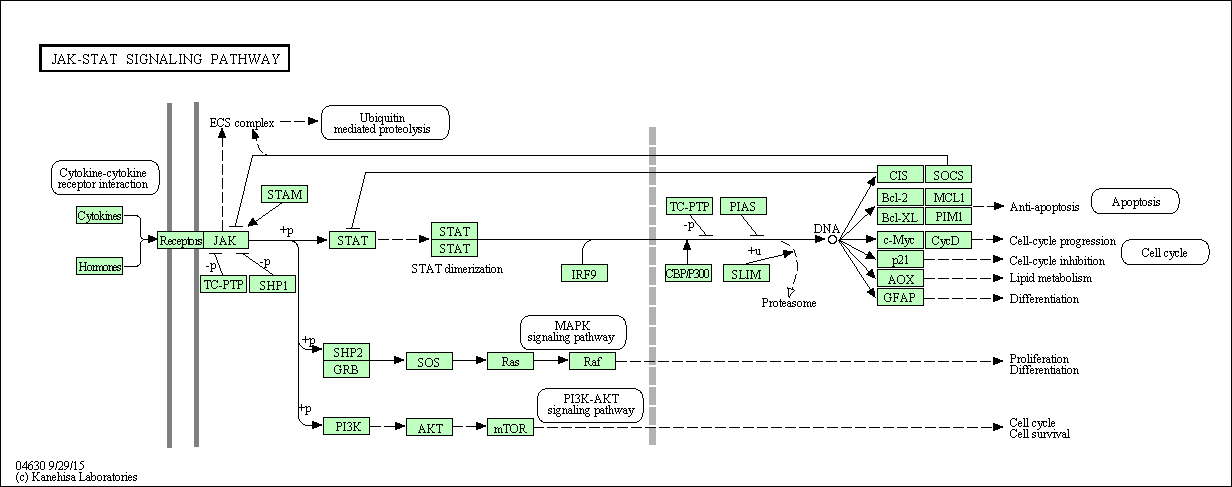 JAK-STAT SIGNALING PATHWAY
ECS complex
Ubiquitin
mediated proteolysis
Cytokine-cytokine
receptor interaction
CIS
SOCS
STAM
Bcl-2
MCL1
TC-PTP
PIAS
Anti-apoptosis
Apoptosis
Cytokines
Bcl-XL
PIM1
-p
DNA
+p
STAT
Receptors
JAK
STAT
STAT
c-Myc
CycD
Cell-cycle progression
+u
Cell cycle
p21
Cell-cycle inhibition
-p
-p
Hormones
STAT dimerization
IRF9
CBP/P300
SLIM
AOX
Lipid metabolism
TC-PTP
SHP1
GFAP
Differentiation
Proteasome
MAPK
signaling pathway
+p
SHP2
GRB
SOS
Ras
Raf
Proliferation
Differentiation
PI3K-AKT
signaling pathway
+p
PI3K
AKT
mTOR
Cell cycle
Cell survival
04630 9/29/15
(c) Kanehisa Laboratories